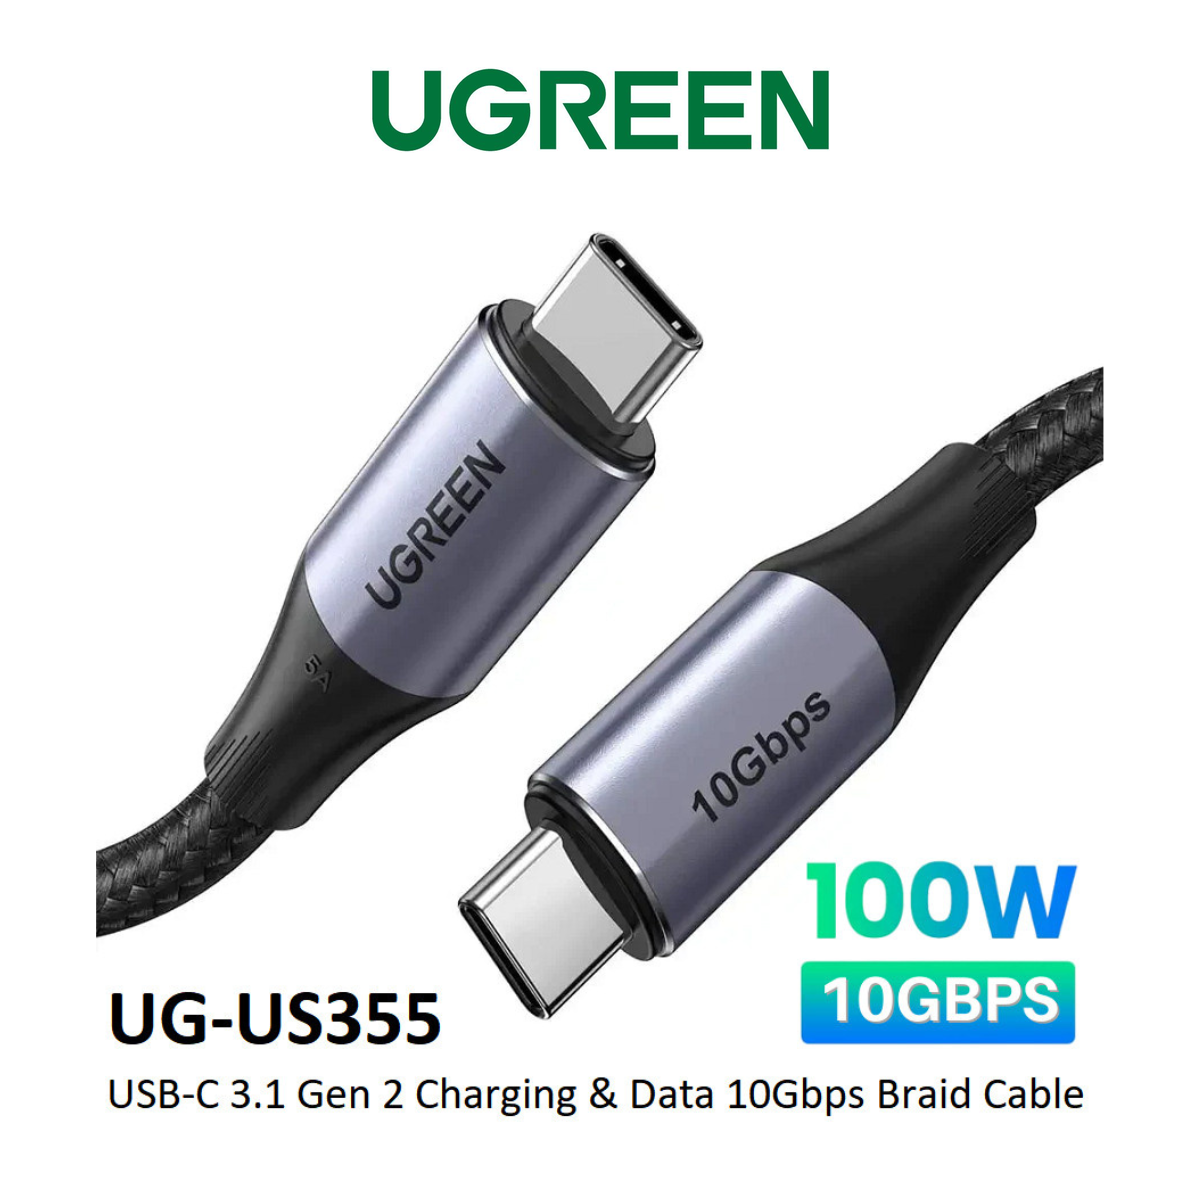 UGREEN
UGREEN
5A
10Gbps
100W
10GBPS
UG-US355
USB-C 3.1 Gen 2 Charging & Data 10Gbps Braid Cable